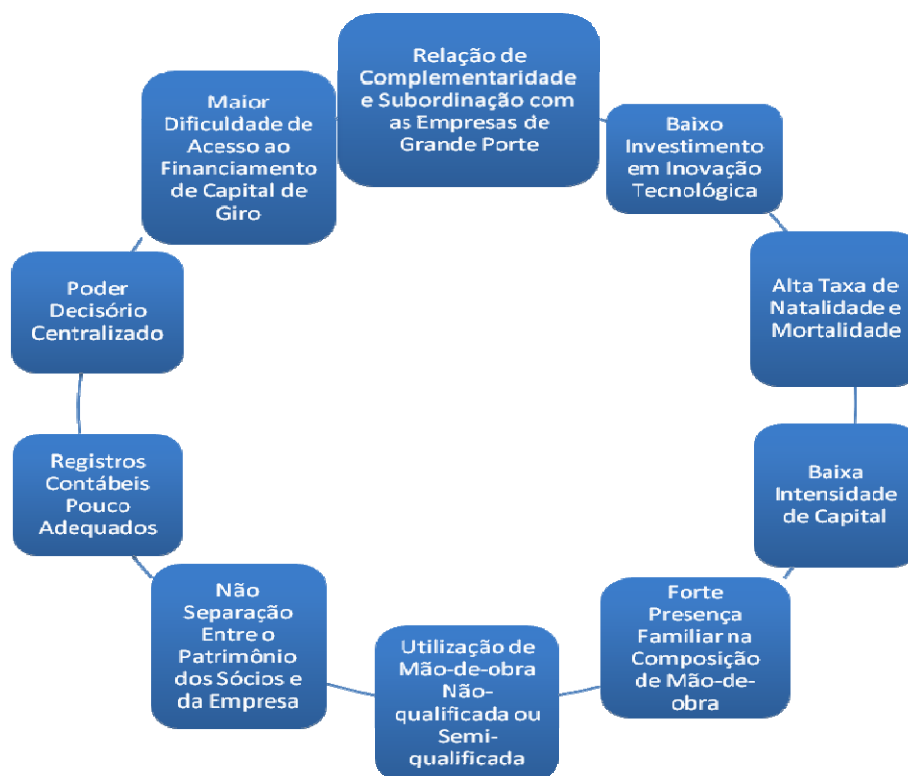 Relação de
Complementaridade
e Subordinação com
as Empresas de
Grande Porte
Baixo
Investimento
em Inovação
Tecnológica
Alta Taxa de
Natalidade e
Mortalidade
Baixa
Intensidade
de Capital
Forte
Presença
Familiar na
Composição
de Mão-de-
obra
Utilização de
Mão-de-obra
Não-
qualificada ou
Semi-
qualificada
Não
Separação
Entre o
Patrimônio
dos Sócios e
da Empresa
Registros
Contábeis
Pouco
Adequados
Poder
Decisório
Centralizado
Maior
Dificuldade de
Acesso ao
Financiamento
de Capital de
Giro